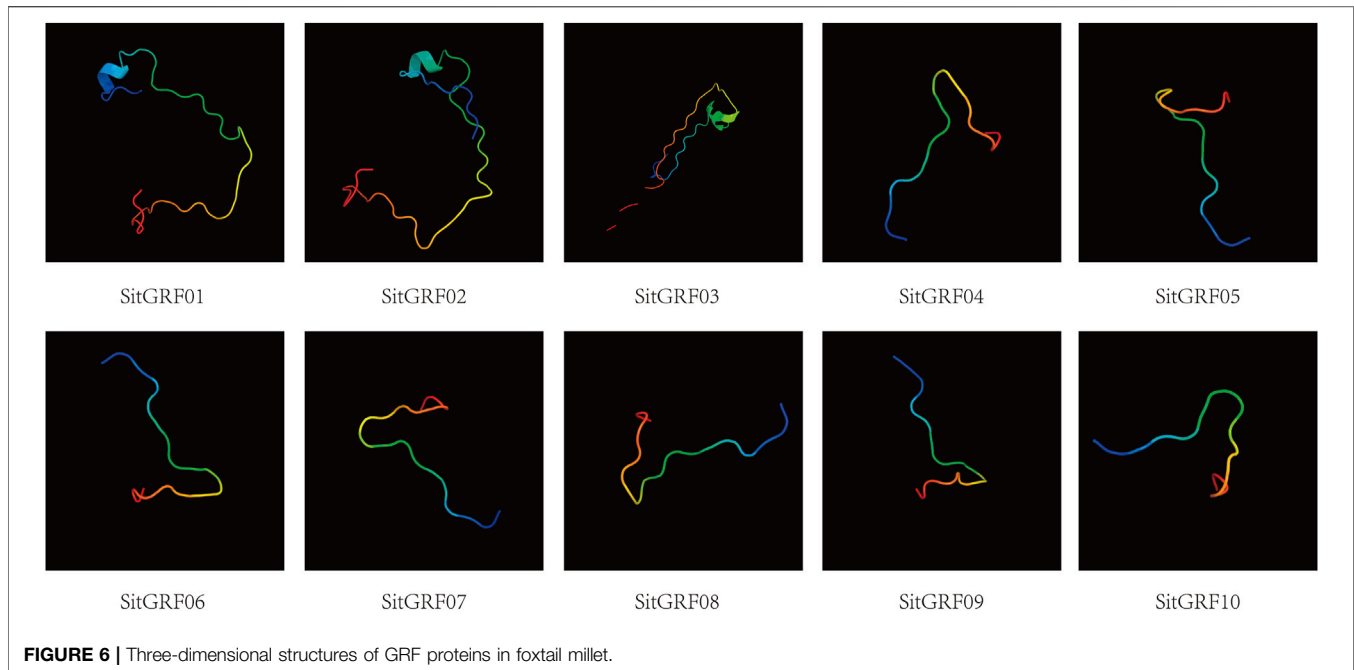 SitGRF01 SitGRF02 SitGRF03 SitGRF04 SitGRF05
SitGRF06 SitGRF07 SitGRF08 SitGRF09 SitGRF10
FIGURE 6 | Three-dimensional structures of GRF proteins in foxtail millet.